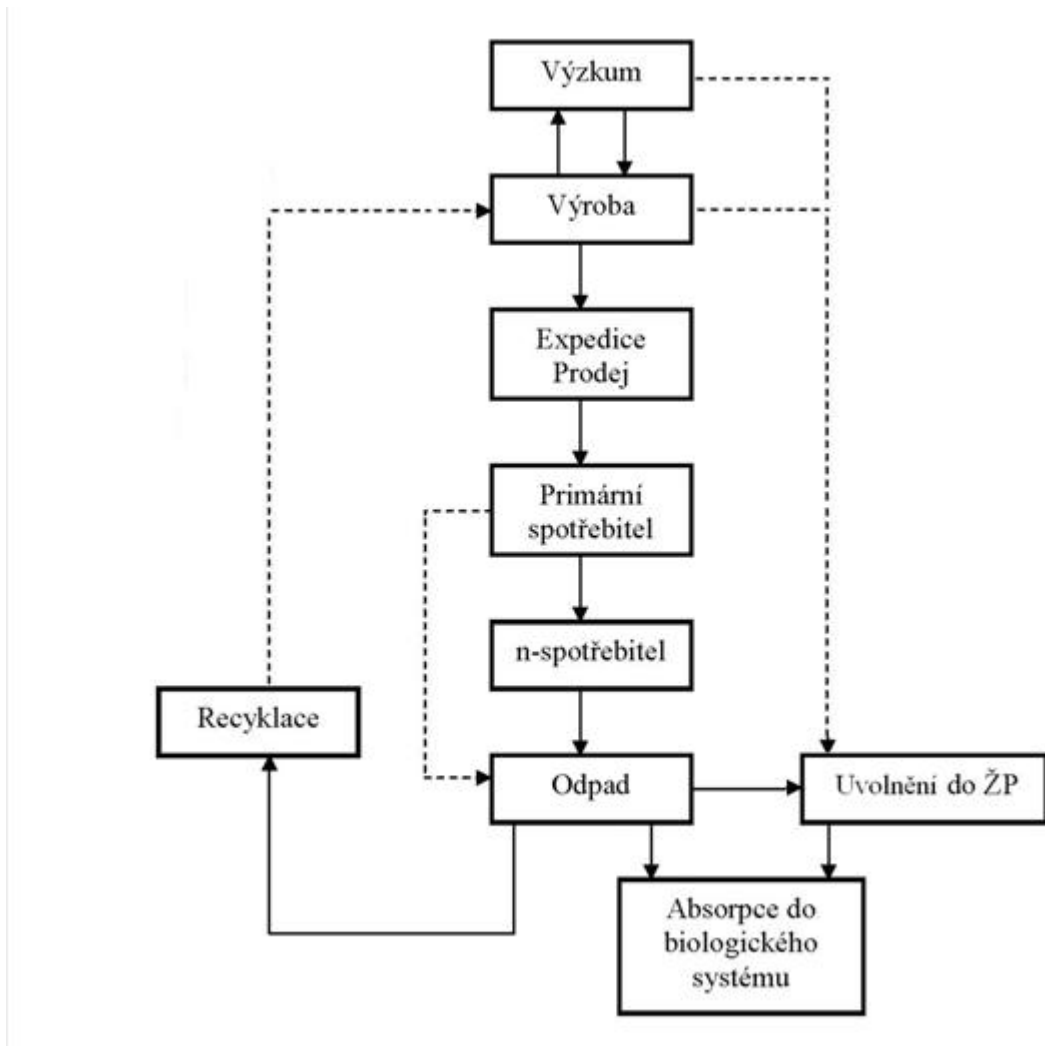 Výzkum
Výroba
Expedice
Prodej
Primární
spotřebitel
n-spotřebitel
Recyklace
Odpad
Uvolnění do ŽP
Absorpce do
biologického
systému